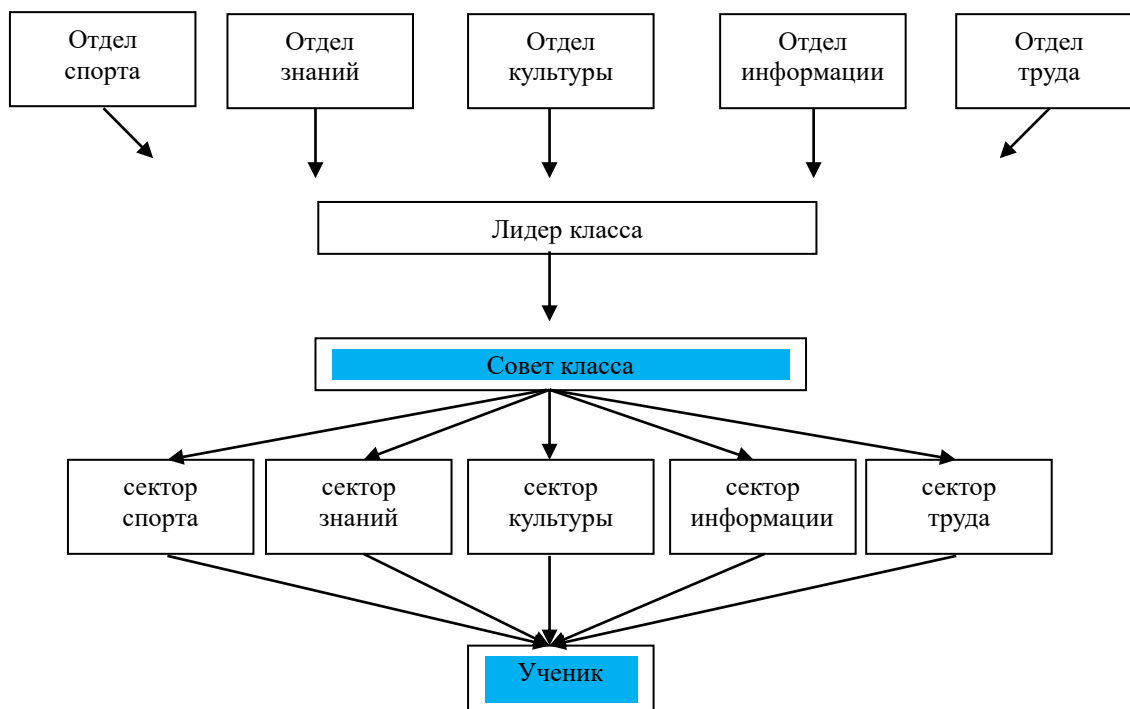 Отдел
спорта
Отдел
знаний
Отдел
культуры
Отдел
информации
Отдел
труда
Лидер класса
Совет класса
сектор
спорта
сектор
знаний
сектор
культуры
сектор
информации
сектор
труда
Ученик